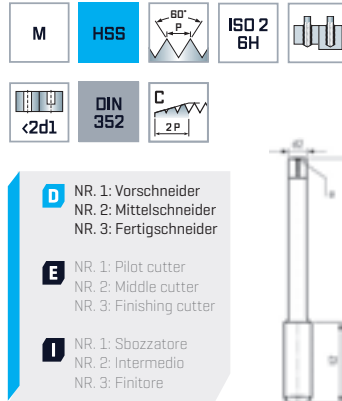 M HSS 60° P ISO 2 6H
<2d1 DIN 352 C 2P
D NR. 1: Vorschneider
NR. 2: Mittelschneider
NR. 3: Fertigschneider
E NR. 1: Pilot cutter
NR. 2: Middle cutter
NR. 3: Finishing cutter
I NR. 1: Sbozzatore
NR. 2: Intermedio
NR. 3: Finitore
d2